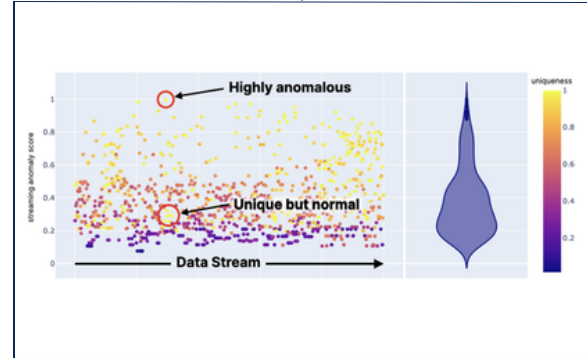 uniqueness
Highly anomalous
1
0.8
0.6
0.4
0.2
0
streaming anomaly score
Unique but normal
Data Stream
1
0.8
0.6
0.4
0.2